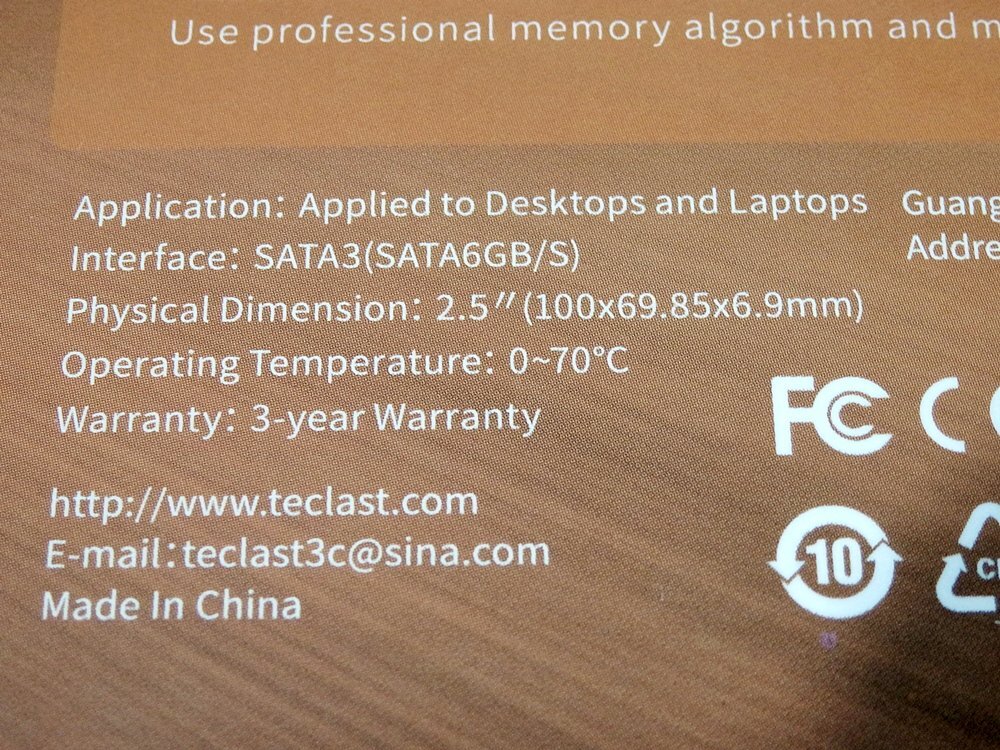 Use professional memory algorithm and m
Application: Applied to Desktops and Laptops
Interface: SATA3(SATA6GB/S)
Physical Dimension: 2.5″(100x69.85x6.9mm)
Operating Temperature: 0~70°C
Warranty: 3-year Warranty
http://www.teclast.com
E-mail:teclast3c@sina.com
Made In China
Guang
Addre
FC C
10